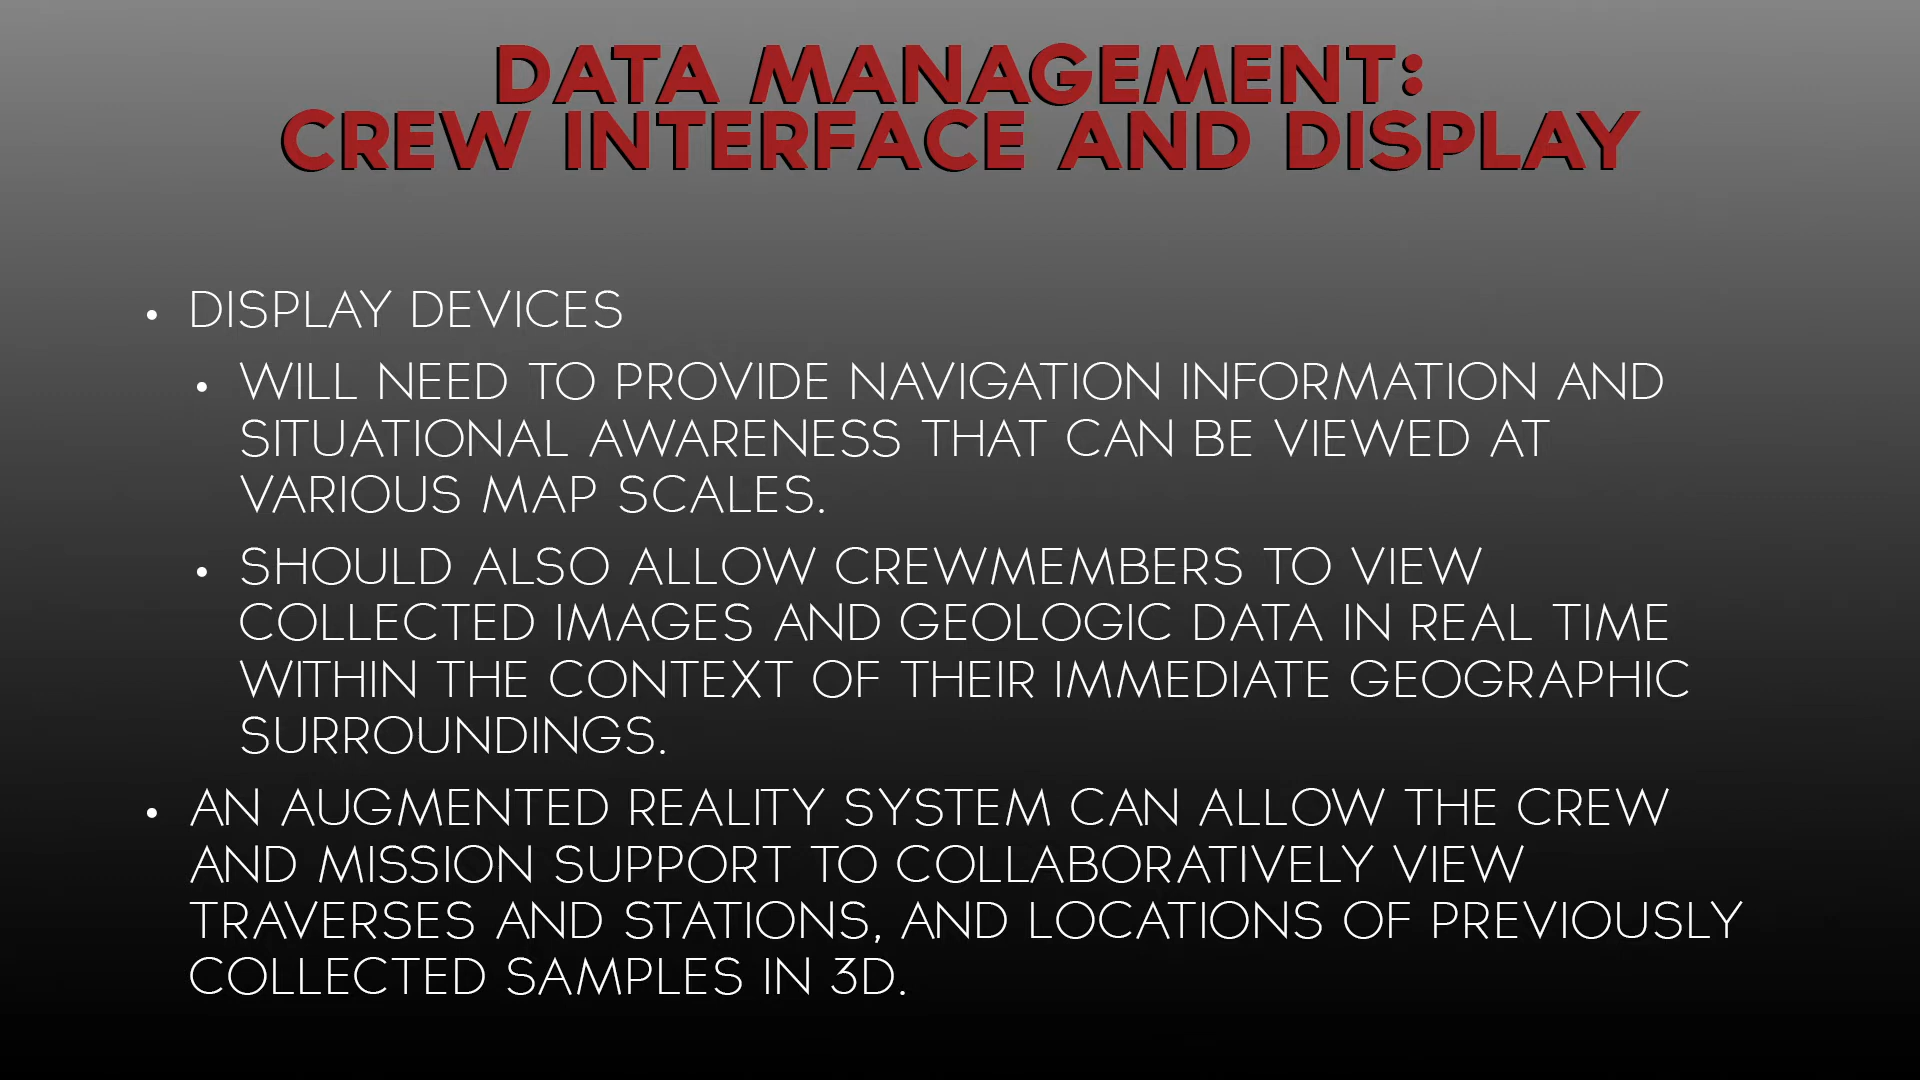 DATA MANAGEMENT:
CREW INTERFACE AND DISPLAY
• DISPLAY DEVICES
• WILL NEED TO PROVIDE NAVIGATION INFORMATION AND
SITUATIONAL AWARENESS THAT CAN BE VIEWED AT
VARIOUS MAP SCALES.
• SHOULD ALSO ALLOW CREWMEMBERS TO VIEW
COLLECTED IMAGES AND GEOLOGIC DATA IN REAL TIME
WITHIN THE CONTEXT OF THEIR IMMEDIATE GEOGRAPHIC
SURROUNDINGS.
• AN AUGMENTED REALITY SYSTEM CAN ALLOW THE CREW
AND MISSION SUPPORT TO COLLABORATIVELY VIEW
TRAVERSES AND STATIONS, AND LOCATIONS OF PREVIOUSLY
COLLECTED SAMPLES IN 3D.